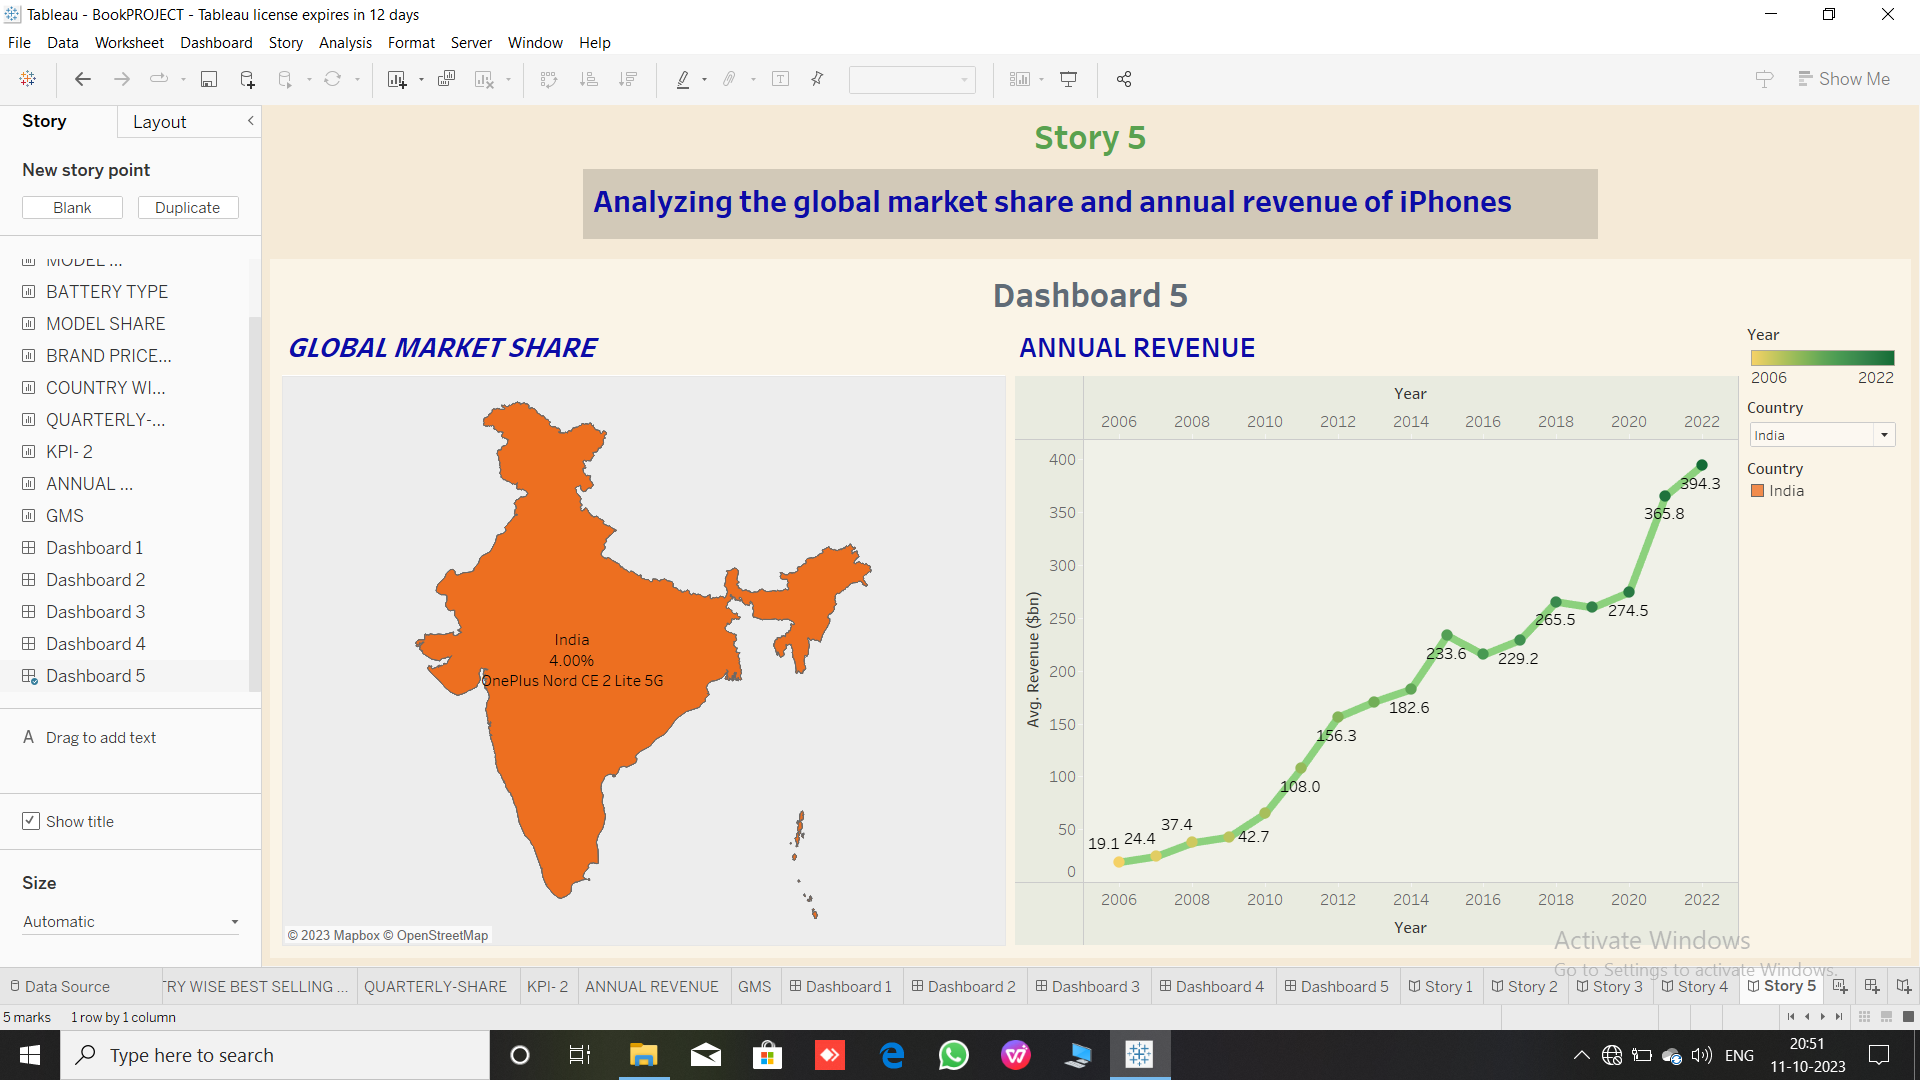 Tableau - BookPROJECT - Tableau license expires in 12 days
File Data Worksheet Dashboard Story Analysis Format Server Window Help
Show Me
Story Layout
New story point
Blank Duplicate
MODEL ...
BATTERY TYPE
MODEL SHARE
BRAND PRICE...
COUNTRY WI...
QUARTERLY-...
KPI- 2
ANNUAL ...
GMS
Dashboard 1
Dashboard 2
Dashboard 3
Dashboard 4
Dashboard 5
A Drag to add text
Show title
Size
Automatic
Story 5
Analyzing the global market share and annual revenue of iPhones
Dashboard 5
GLOBAL MARKET SHARE
India
4.00%
OnePlus Nord CE 2 Lite 5G
© 2023 Mapbox © OpenStreetMap
ANNUAL REVENUE
Year
2006 2008 2010 2012 2014 2016 2018 2020 2022
Avg. Revenue ($bn)
400
350
300
250
200
150
100
50
0
19.1
24.4
37.4
42.7
108.0
156.3
182.6
233.6
229.2
265.5
274.5
365.8
394.3
2006 2008 2010 2012 2014 2016 2018 2020 2022
Year
Year
2006 2022
Country
India
Country
India
Activate Windows
Go to Settings to activate Windows.
Data Source TRY WISE BEST SELLING ... QUARTERLY-SHARE KPI- 2 ANNUAL REVENUE GMS Dashboard 1 Dashboard 2 Dashboard 3 Dashboard 4 Dashboard 5 Story 1 Story 2 Story 3 Story 4 Story 5
5 marks 1 row by 1 column
Type here to search
ENG
20:51
11-10-2023